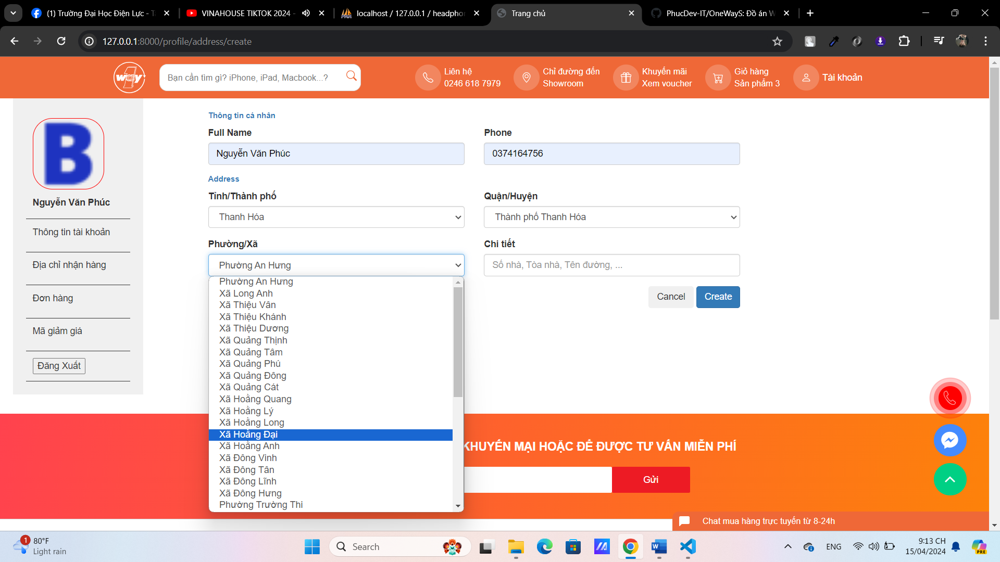 (1) Trường Đại Học Điện Lực - T
VINAHOUSE TIKTOK 2024 -
localhost / 127.0.0.1 / headpho
Trang chủ
PhucDev-IT/OneWayS: Đồ án W
127.0.0.1:8000/profile/address/create
way
Bạn cần tìm gì? iPhone, iPad, Macbook...?
Liên hệ
0246 618 7979
Chỉ đường đến
Showroom
Khuyến mãi
Xem voucher
Giỏ hàng
Sản phẩm 3
Tài khoản
B
Nguyễn Văn Phúc
Thông tin tài khoản
Địa chỉ nhận hàng
Đơn hàng
Mã giảm giá
Đăng Xuất
Thông tin cá nhân
Full Name
Phone
Nguyễn Văn Phúc
0374164756
Address
Tỉnh/Thành phố
Quận/Huyện
Thanh Hóa
Thành phố Thanh Hóa
Phường/Xã
Chi tiết
Phường An Hưng
Số nhà, Tòa nhà, Tên đường, ...
Cancel
Create
Phường An Hưng
Xã Long Anh
Xã Thiệu Vân
Xã Thiệu Khánh
Xã Thiệu Dương
Xã Quảng Thịnh
Xã Quảng Tâm
Xã Quảng Phú
Xã Quảng Đông
Xã Quảng Cát
Xã Hoằng Quang
Xã Hoằng Lý
Xã Hoằng Long
Xã Hoằng Đại
Xã Hoằng Anh
Xã Đông Vinh
Xã Đông Tân
Xã Đông Lĩnh
Xã Đông Hưng
Phường Trường Thi
KHUYẾN MẠI HOẶC ĐỂ ĐƯỢC TƯ VẤN MIỄN PHÍ
Gửi
Chat mua hàng trực tuyến từ 8-24h
1
80°F
Light rain
Search
ENG
9:13 CH
15/04/2024
PRE